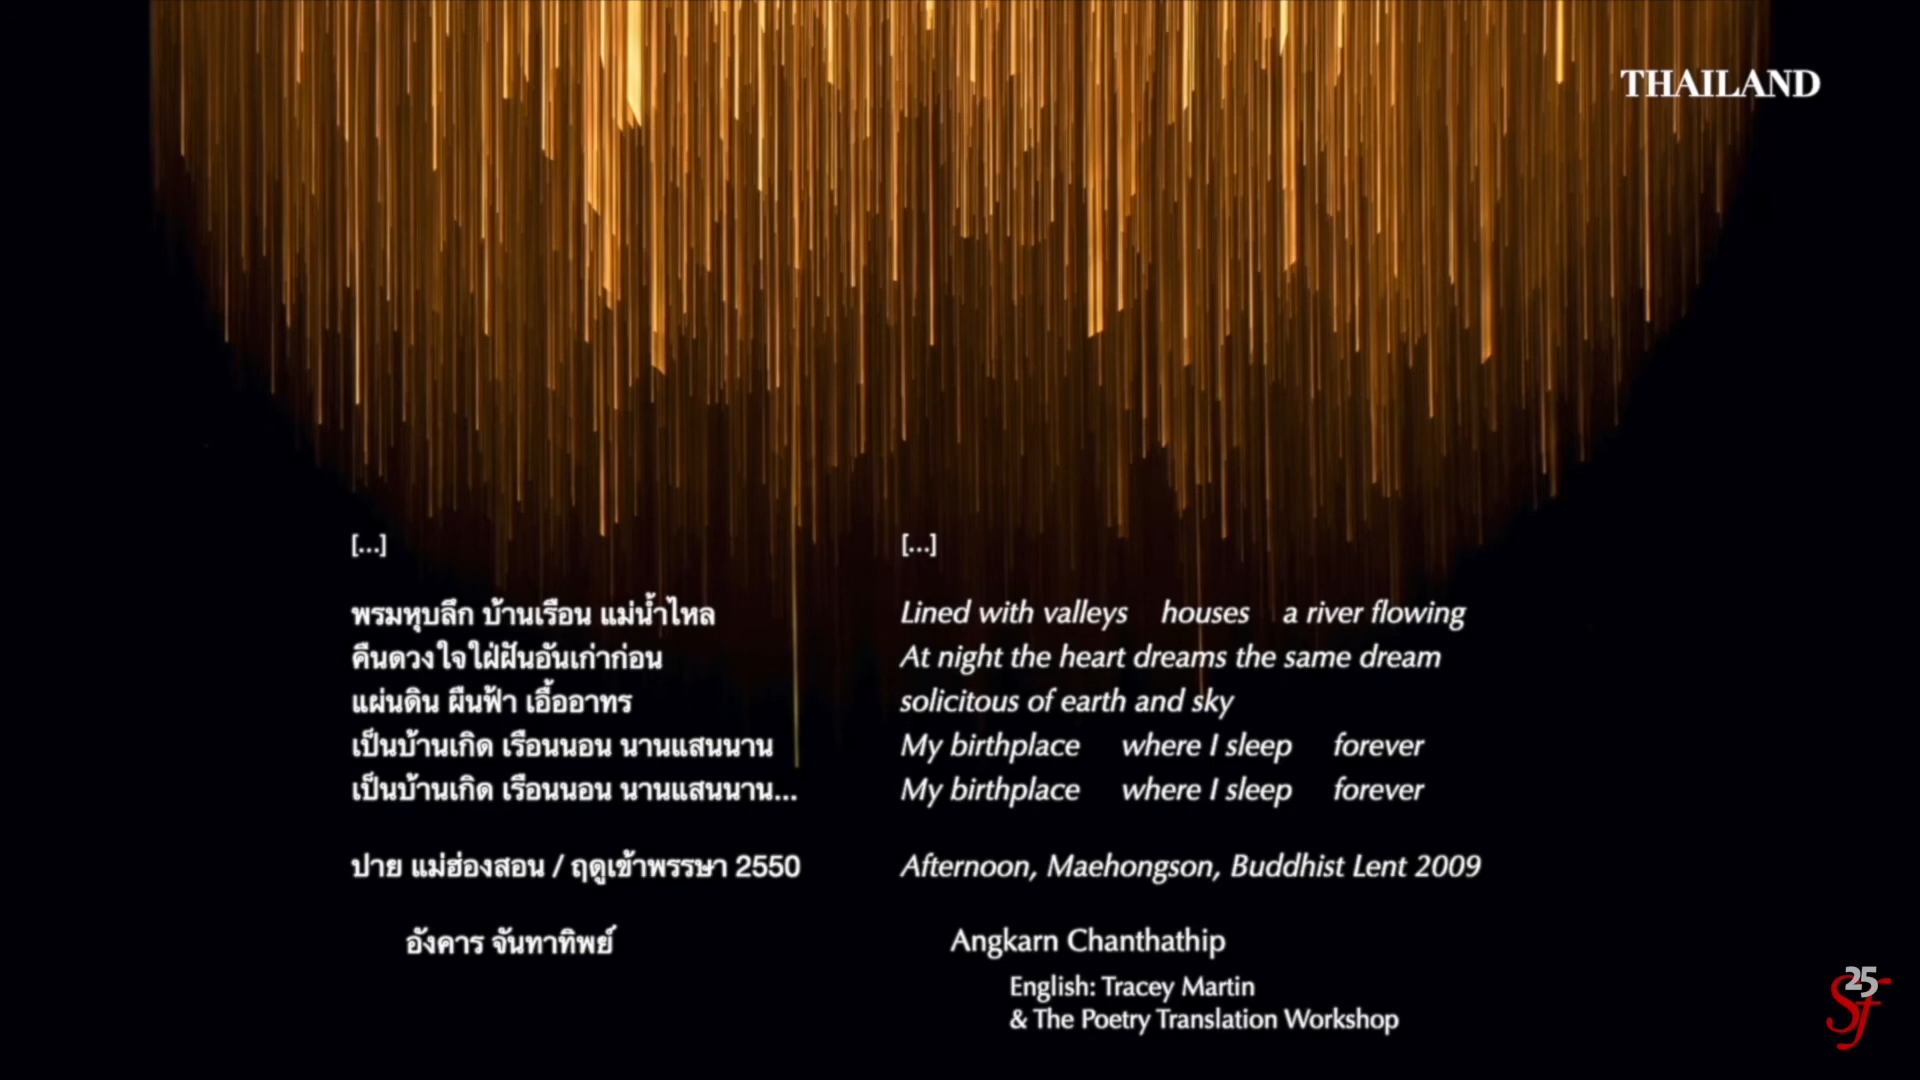 THAILAND
[...]
พรมหุบลึก บ้านเรือน แม่น้ำไหล
คืนดวงใจใฝ่ฝันอันเก่าก่อน
แผ่นดิน ผืนฟ้า เอื้ออาทร
เป็นบ้านเกิด เรือนนอน นานแสนนาน
เป็นบ้านเกิด เรือนนอน นานแสนนาน...
ปาย แม่ฮ่องสอน / ฤดูเข้าพรรษา 2550
อังคาร จันทาทิพย์
[...]
Lined with valleys houses a river flowing
At night the heart dreams the same dream
solicitous of earth and sky
My birthplace where I sleep forever
My birthplace where I sleep forever
Afternoon, Maehongson, Buddhist Lent 2009
Angkarn Chanthathip
English: Tracey Martin
& The Poetry Translation Workshop
25
Sf